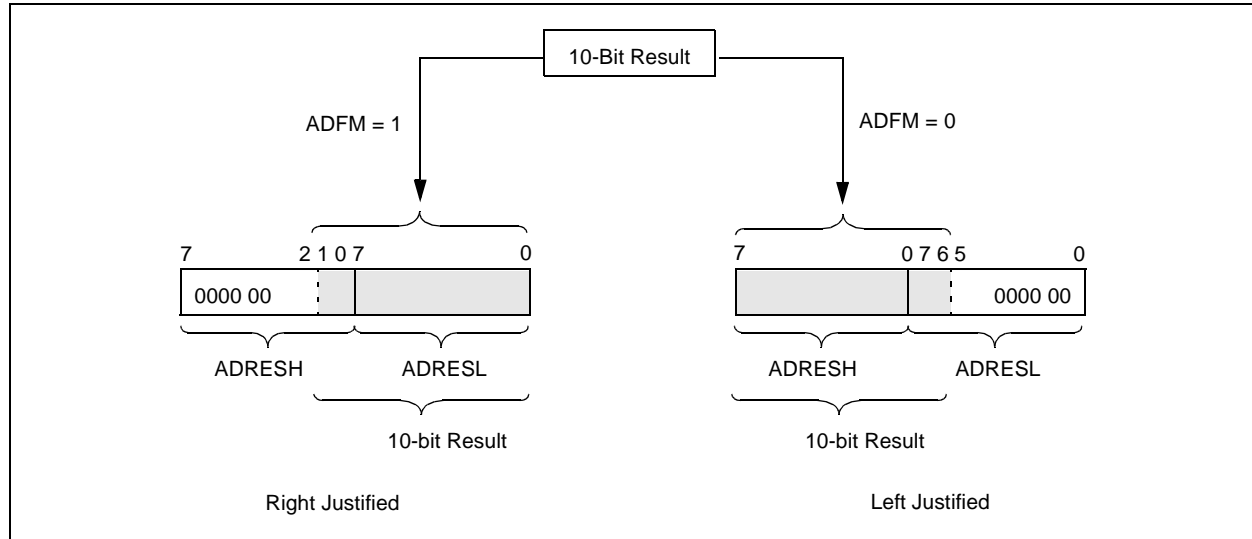 10-Bit Result
ADFM = 1
ADFM = 0
7 2 1 0 7 0
7 0 7 6 5 0
0000 00
0000 00
ADRESH ADRESL
ADRESH ADRESL
10-bit Result
10-bit Result
Right Justified
Left Justified